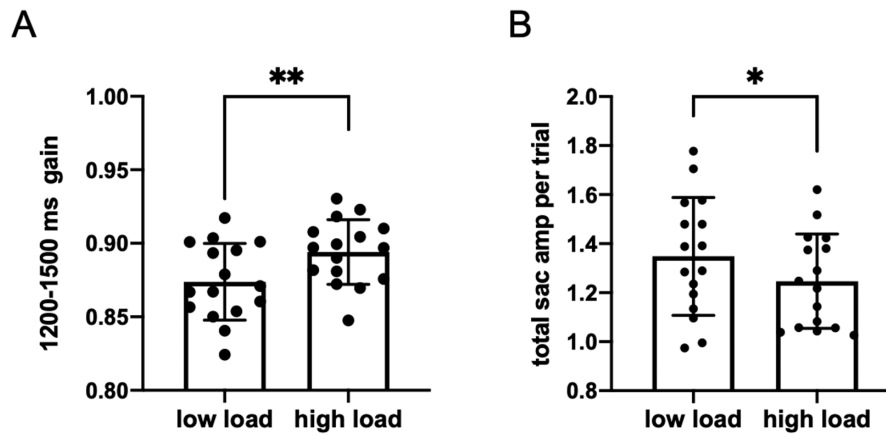 A
B
**
*
1200-1500 ms gain
1.00
0.95
0.90
0.85
0.80
low load
high load
total sac amp per trial
2.0
1.8
1.6
1.4
1.2
1.0
0.8
low load
high load